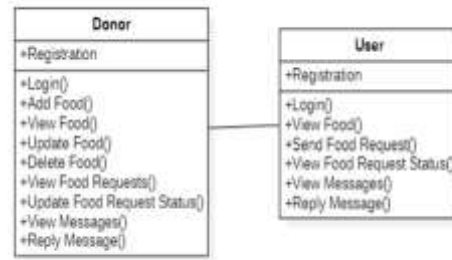 Donor
+Registration
+Login()
+Add Food()
+View Food()
+Update Food()
+Delete Food()
+View Food Requests()
+Update Food Request Status()
+View Messages()
+Reply Message()
User
+Registration
+Login()
+View Food()
+Send Food Request()
+View Food Request Status()
+View Messages()
+Reply Message()